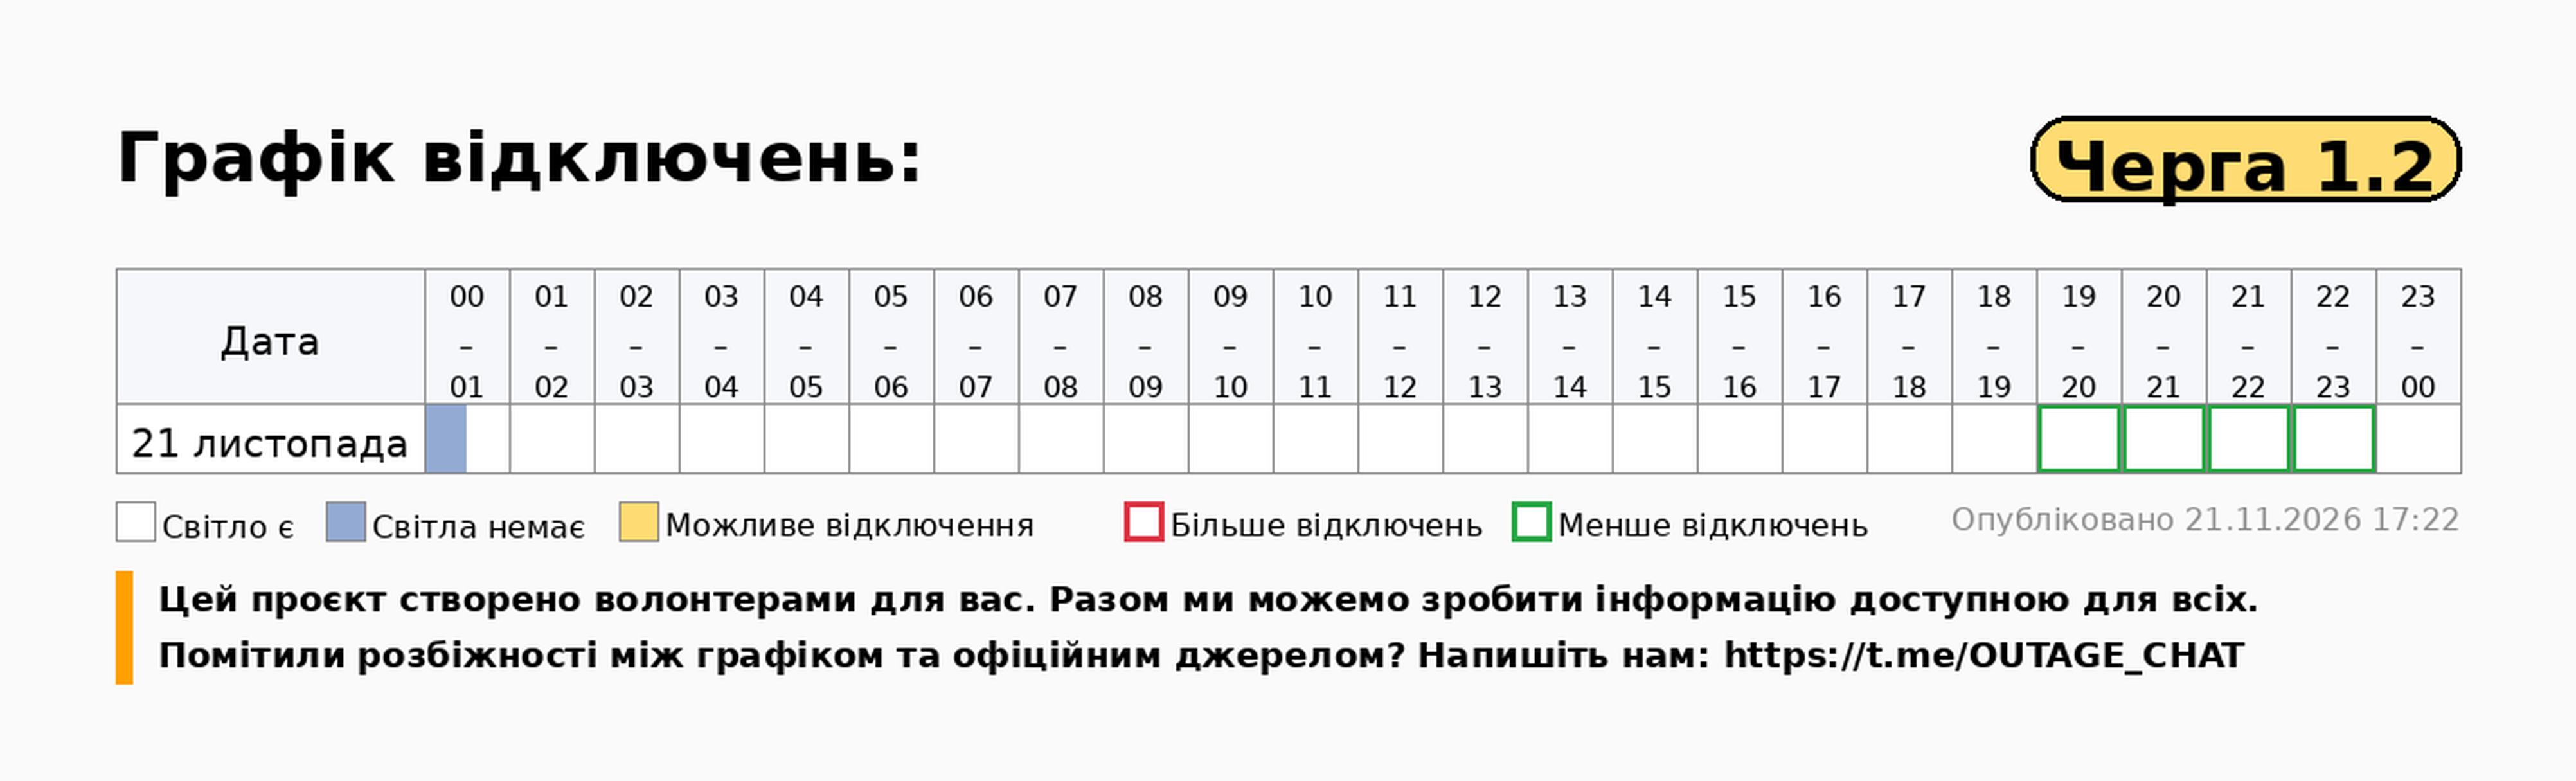 Графік відключень:
Черга 1.2
Дата 00 – 01 01 – 02 02 – 03 03 – 04 04 – 05 05 – 06 06 – 07 07 – 08 08 – 09 09 – 10 10 – 11 11 – 12 12 – 13 13 – 14 14 – 15 15 – 16 16 – 17 17 – 18 18 – 19 19 – 20 20 – 21 21 – 22 22 – 23 23 – 00
21 листопада
Світло є Світла немає Можливе відключення Більше відключень Менше відключень Опубліковано 21.11.2026 17:22
Цей проєкт створено волонтерами для вас. Разом ми можемо зробити інформацію доступною для всіх.
Помітили розбіжності між графіком та офіційним джерелом? Напишіть нам: https://t.me/OUTAGE_CHAT